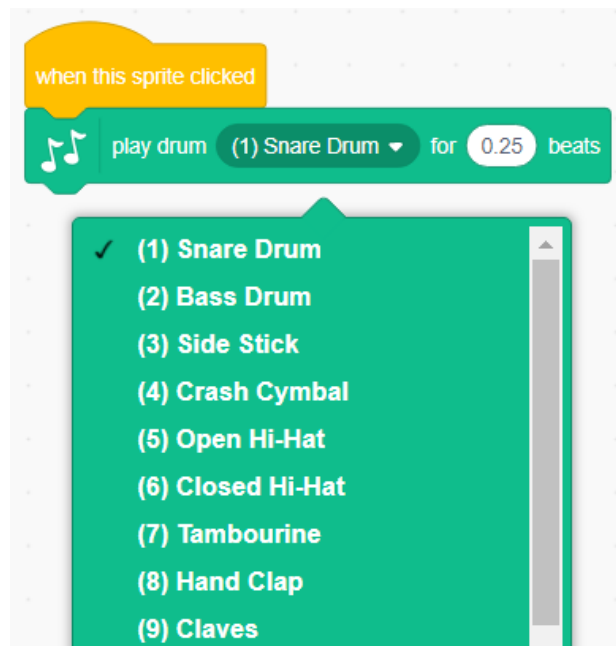 when this sprite clicked
play drum (1) Snare Drum for 0.25 beats
(1) Snare Drum
(2) Bass Drum
(3) Side Stick
(4) Crash Cymbal
(5) Open Hi-Hat
(6) Closed Hi-Hat
(7) Tambourine
(8) Hand Clap
(9) Claves